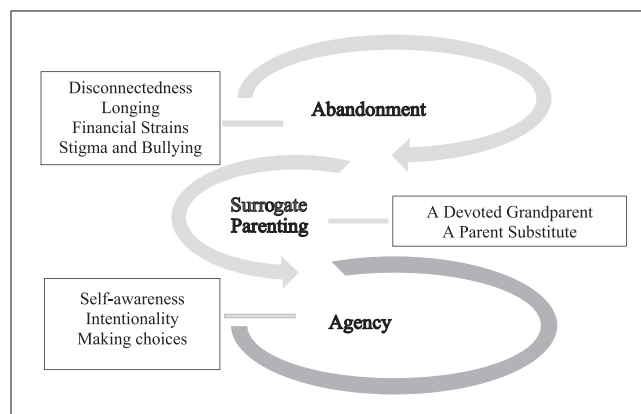 Disconnectedness
Longing
Financial Strains
Stigma and Bullying
Abandonment
Surrogate
Parenting
A Devoted Grandparent
A Parent Substitute
Self-awareness
Intentionality
Making choices
Agency